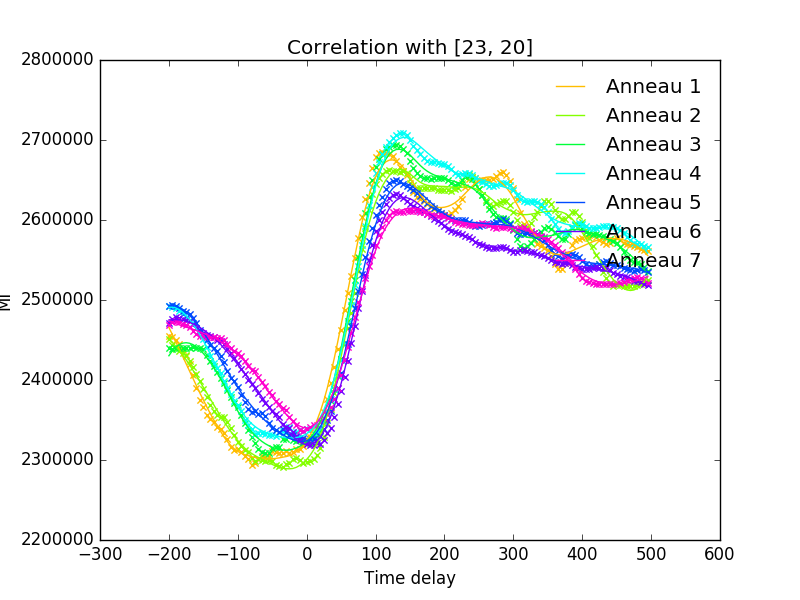 Correlation with [23, 20]
2800000
2700000
2600000
2500000
2400000
2300000
2200000
MI
−300 −200 −100 0 100 200 300 400 500 600
Time delay
Anneau 1
Anneau 2
Anneau 3
Anneau 4
Anneau 5
Anneau 6
Anneau 7